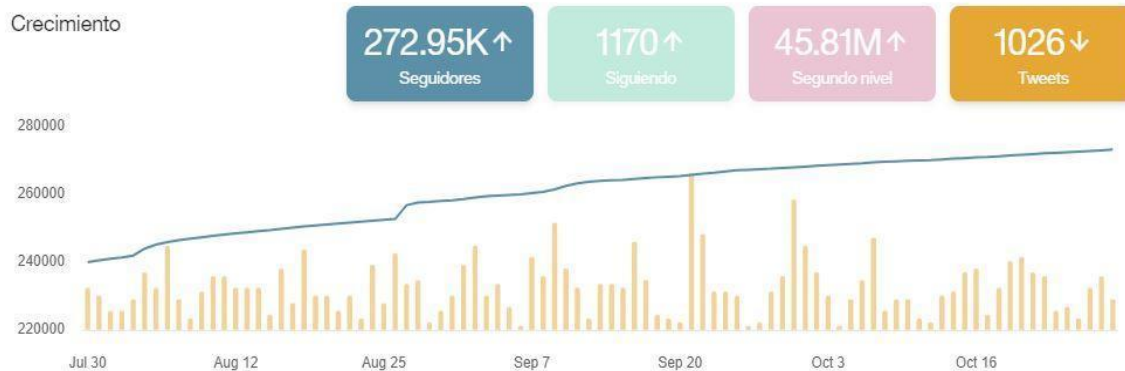 Crecimiento
272.95K↑
Seguidores
1170↑
Siguiendo
45.81M↑
Segundo nivel
1026↓
Tweets
280000
260000
240000
220000
Jul 30
Aug 12
Aug 25
Sep 7
Sep 20
Oct 3
Oct 16